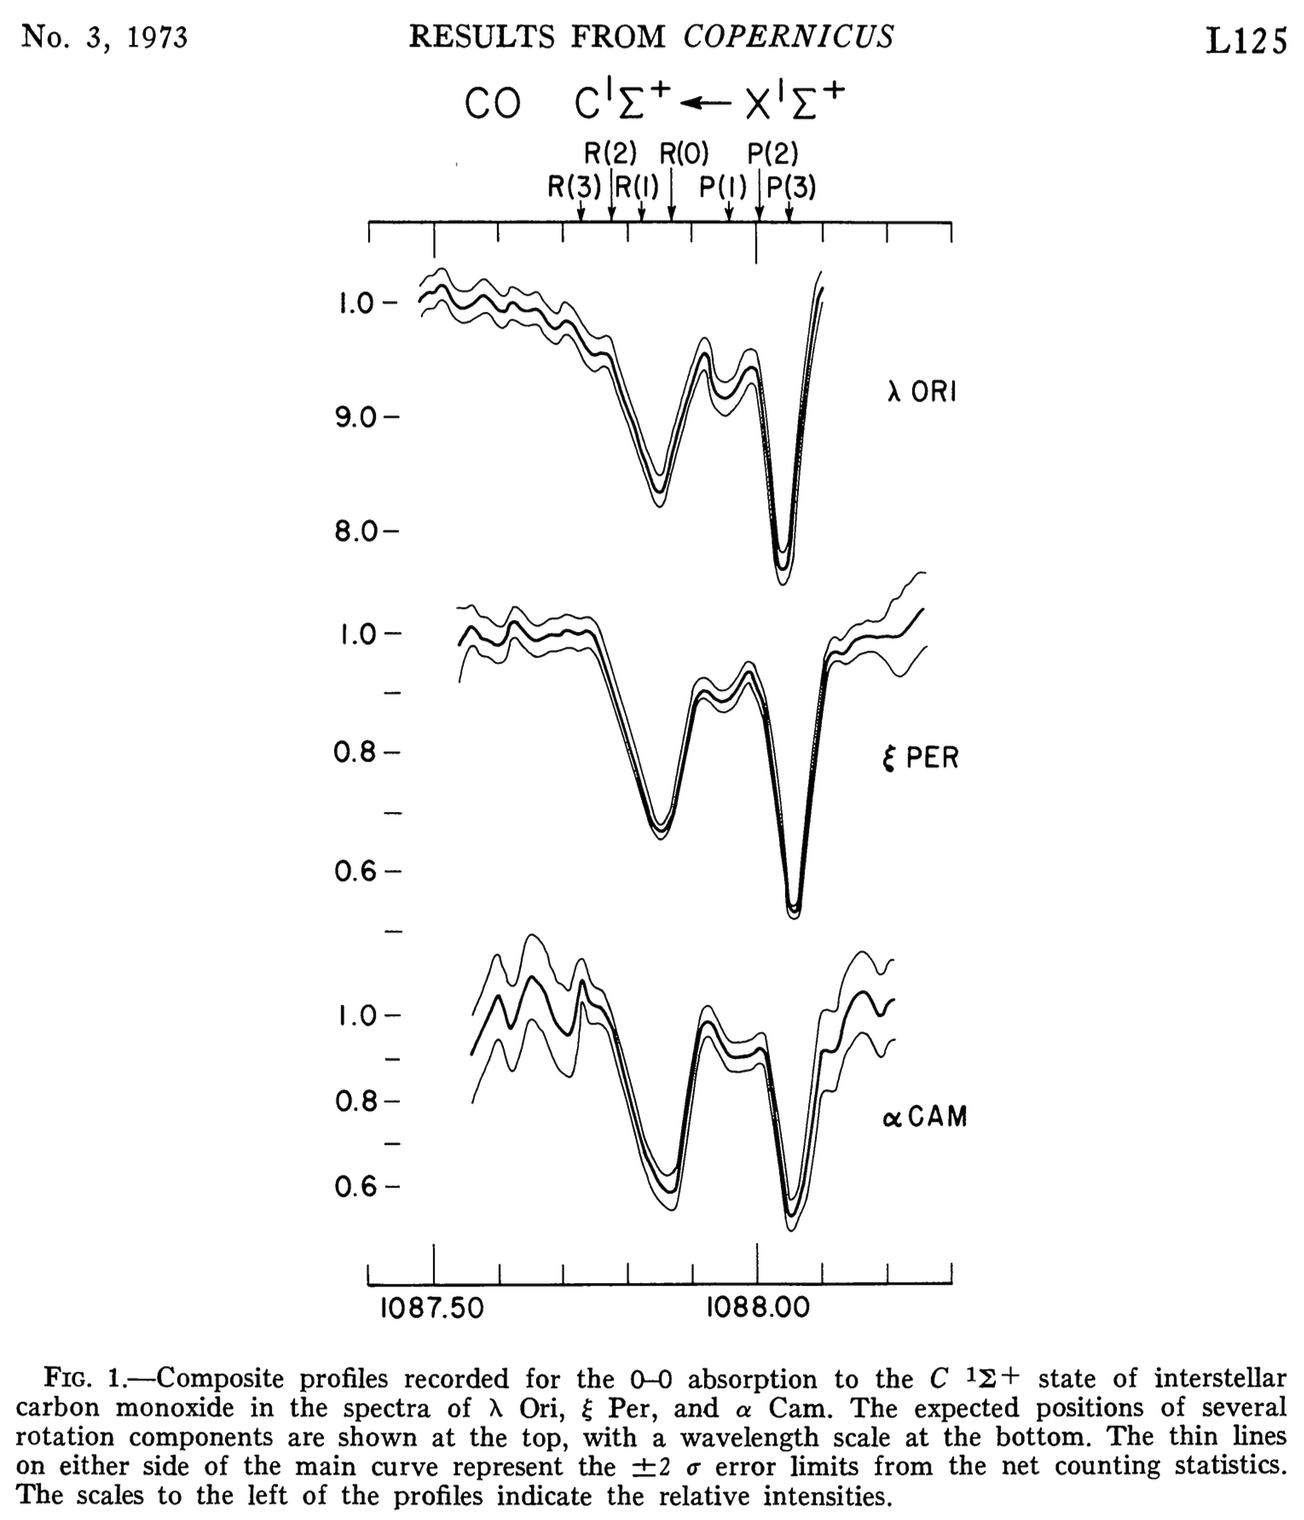 No. 3, 1973 RESULTS FROM COPERNICUS L125
CO C¹Σ⁺ ← X¹Σ⁺
R(2) R(0) P(2)
R(3) R(1) P(1) P(3)
1.0
λ ORI
9.0
8.0
1.0
0.8
ξ PER
0.6
1.0
0.8
α CAM
0.6
1087.50 1088.00
FIG. 1.—Composite profiles recorded for the 0–0 absorption to the C ¹Σ+ state of interstellar
carbon monoxide in the spectra of λ Ori, ξ Per, and α Cam. The expected positions of several
rotation components are shown at the top, with a wavelength scale at the bottom. The thin lines
on either side of the main curve represent the ±2 σ error limits from the net counting statistics.
The scales to the left of the profiles indicate the relative intensities.